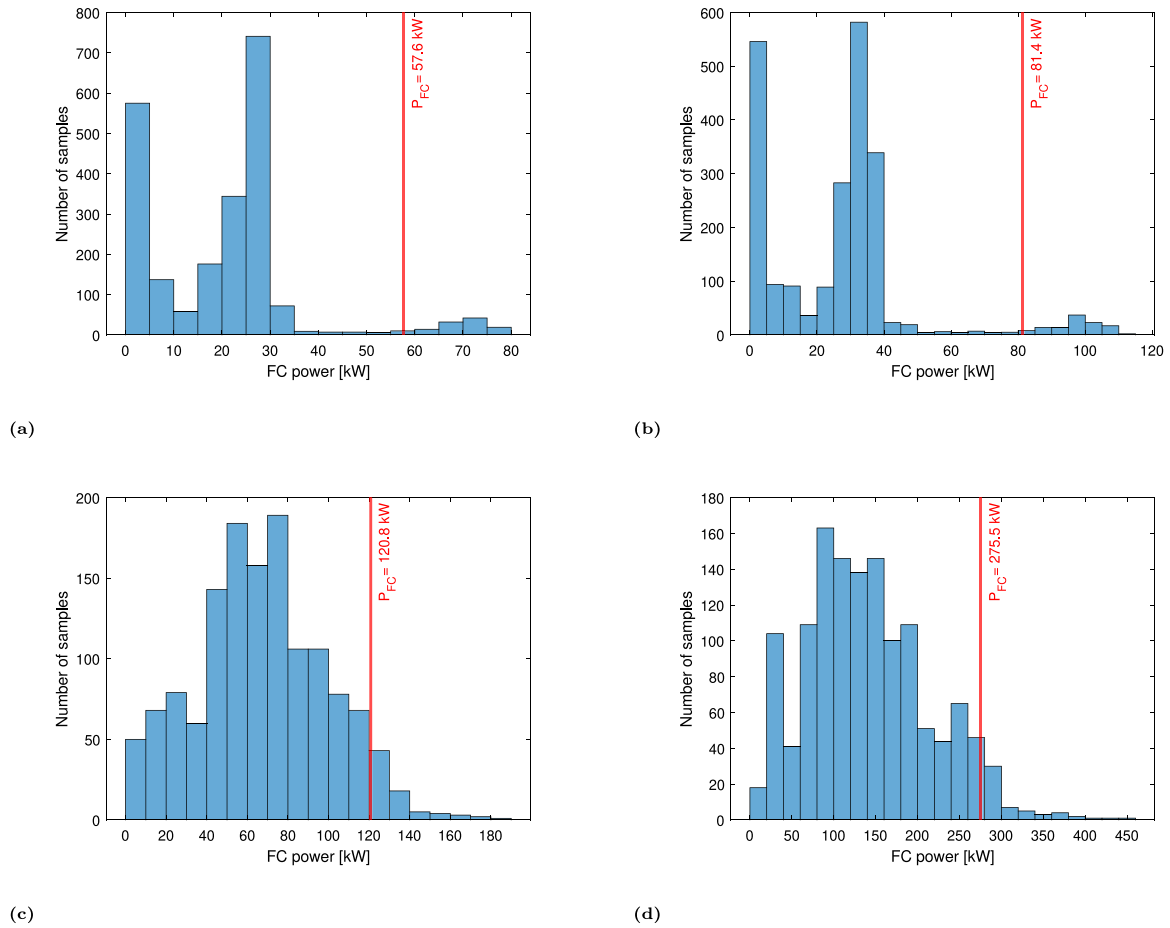 800
700
600
500
400
300
200
100
0
Number of samples
P_FC = 57.6 kW
0 10 20 30 40 50 60 70 80
FC power [kW]
(a)
600
500
400
300
200
100
0
Number of samples
P_FC = 81.4 kW
0 20 40 60 80 100 120
FC power [kW]
(b)
200
150
100
50
0
Number of samples
P_FC = 120.8 kW
0 20 40 60 80 100 120 140 160 180
FC power [kW]
(c)
180
160
140
120
100
80
60
40
20
0
Number of samples
P_FC = 275.5 kW
0 50 100 150 200 250 300 350 400 450
FC power [kW]
(d)